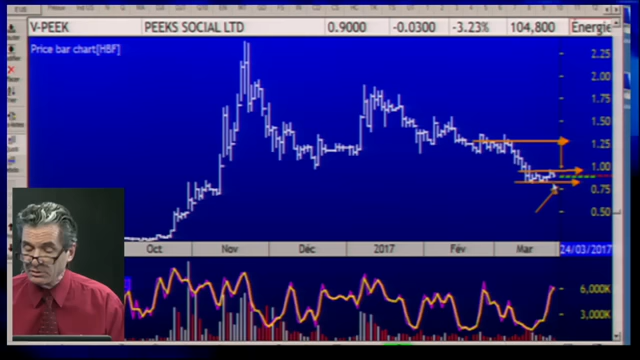 V-PEEK PEEKS SOCIAL LTD 0.9000 -0.0300 -3.23% 104,800 Énergie
Price bar chart[HBF]
2.25
2.00
1.75
1.50
1.25
1.00
0.75
0.50
Oct Nov Déc 2017 Fév Mar 24/03/2017
6,000K
3,000K